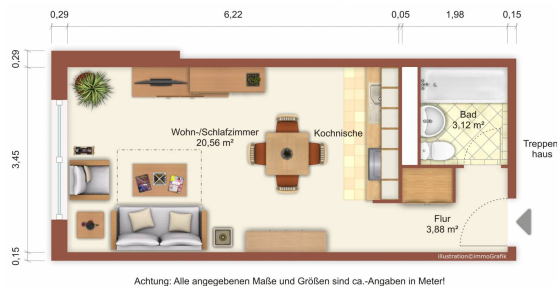 0,29
6,22
0,05
1,98
0,15
0,29
3,45
0,15
Wohn-/Schlafzimmer
20,56 m²
Kochnische
Bad
3,12 m²
Treppen
haus
Flur
3,88 m²
Illustration©immoGrafik
Achtung: Alle angegebenen Maße und Größen sind ca.-Angaben in Meter!